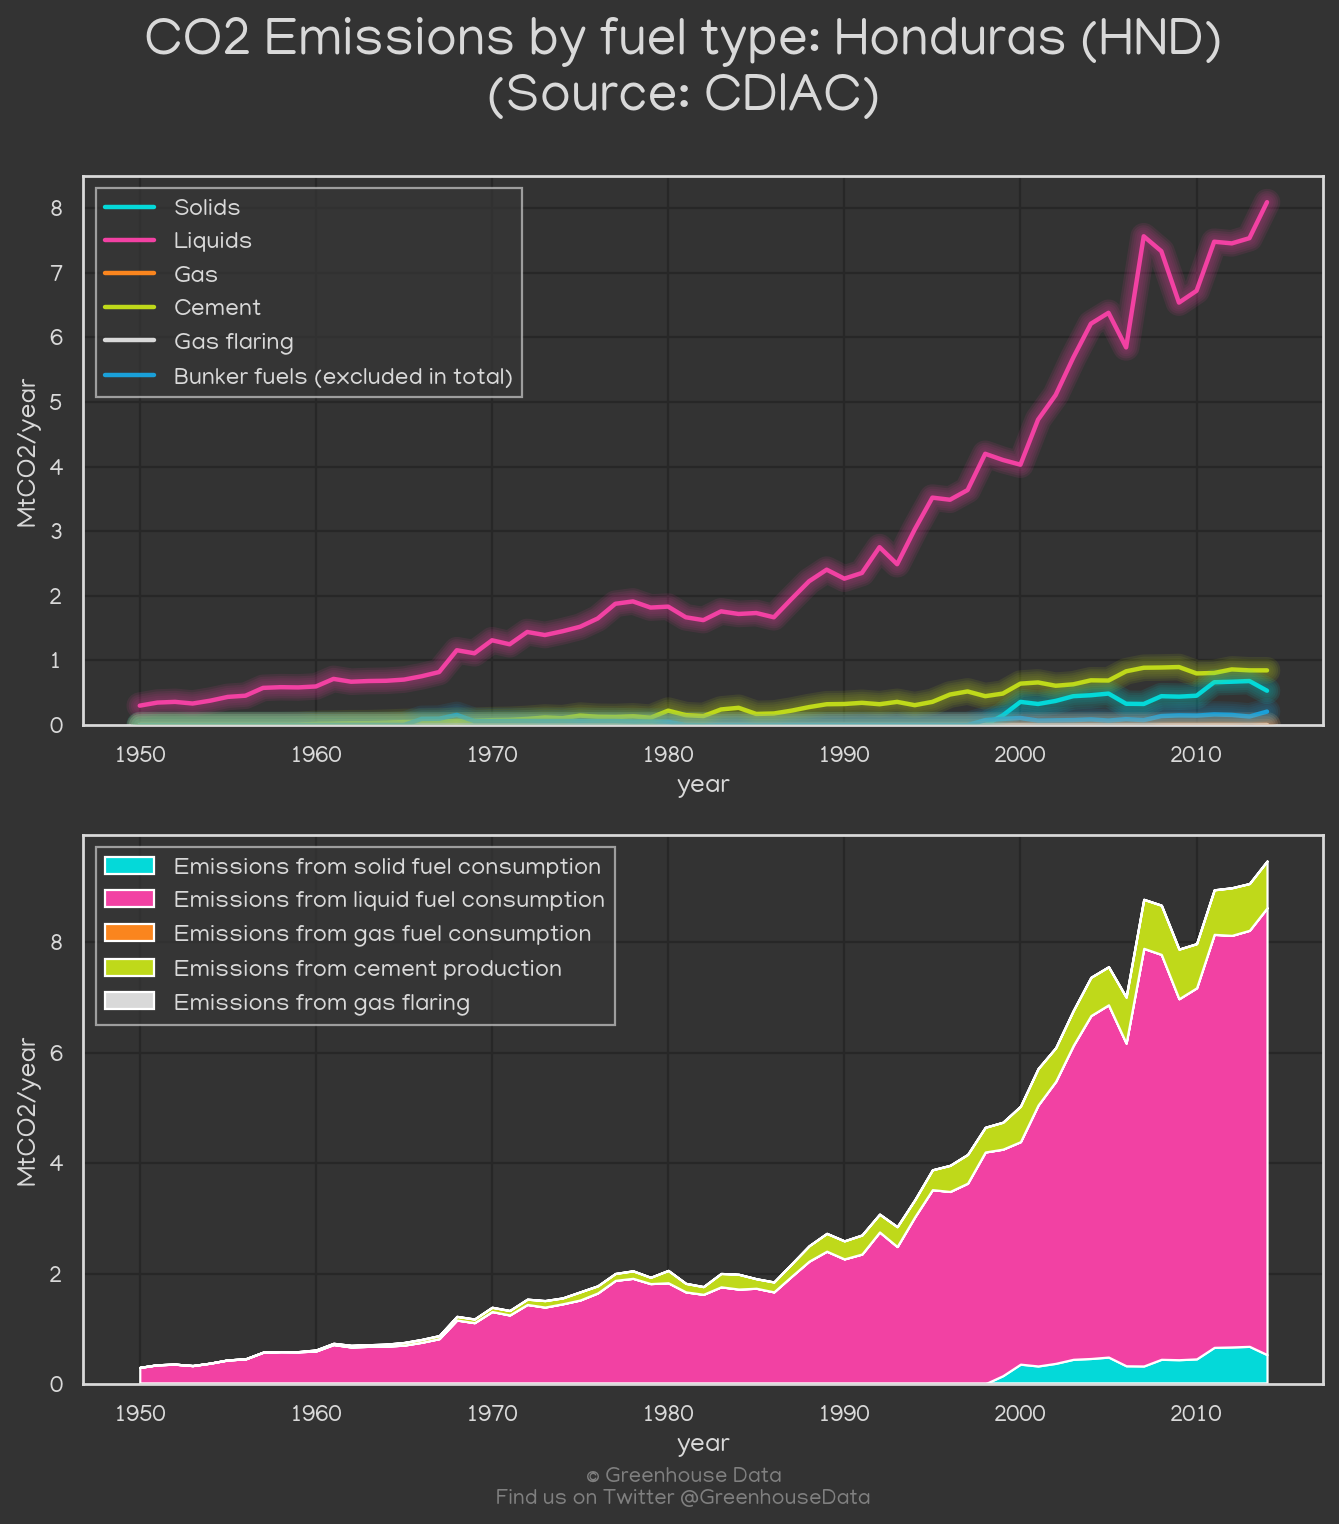 CO2 Emissions by fuel type: Honduras (HND)
(Source: CDIAC)
Solids
Liquids
Gas
Cement
Gas flaring
Bunker fuels (excluded in total)
MtCO2/year
8
7
6
5
4
3
2
1
0
1950 1960 1970 1980 1990 2000 2010
year
Emissions from solid fuel consumption
Emissions from liquid fuel consumption
Emissions from gas fuel consumption
Emissions from cement production
Emissions from gas flaring
MtCO2/year
8
6
4
2
0
1950 1960 1970 1980 1990 2000 2010
year
© Greenhouse Data
Find us on Twitter @GreenhouseData